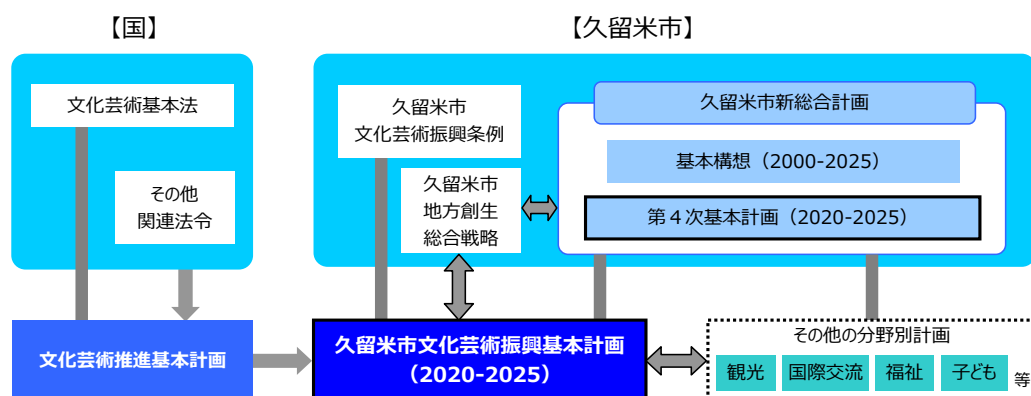 【国】
文化芸術基本法
その他
関連法令
文化芸術推進基本計画
【久留米市】
久留米市
文化芸術振興条例
久留米市
地方創生
総合戦略
久留米市新総合計画
基本構想（2000-2025）
第４次基本計画（2020-2025）
久留米市文化芸術振興基本計画
（2020-2025）
その他の分野別計画
観光 国際交流 福祉 子ども 等